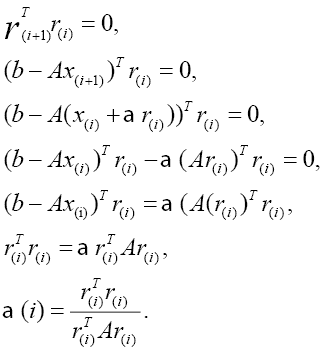 r^T_{(i+1)} r_{(i)} = 0,
(b − Ax_{(i+1)})^T r_{(i)} = 0,
(b − A(x_{(i)} + a r_{(i)}))^T r_{(i)} = 0,
(b − Ax_{(i)})^T r_{(i)} − a (Ar_{(i)})^T r_{(i)} = 0,
(b − Ax_{(i)})^T r_{(i)} = a (A(r_{(i)})^T r_{(i)},
r^T_{(i)} r_{(i)} = a r^T_{(i)} Ar_{(i)},
a (i) = \frac{r^T_{(i)} r_{(i)}}{r^T_{(i)} Ar_{(i)}}.